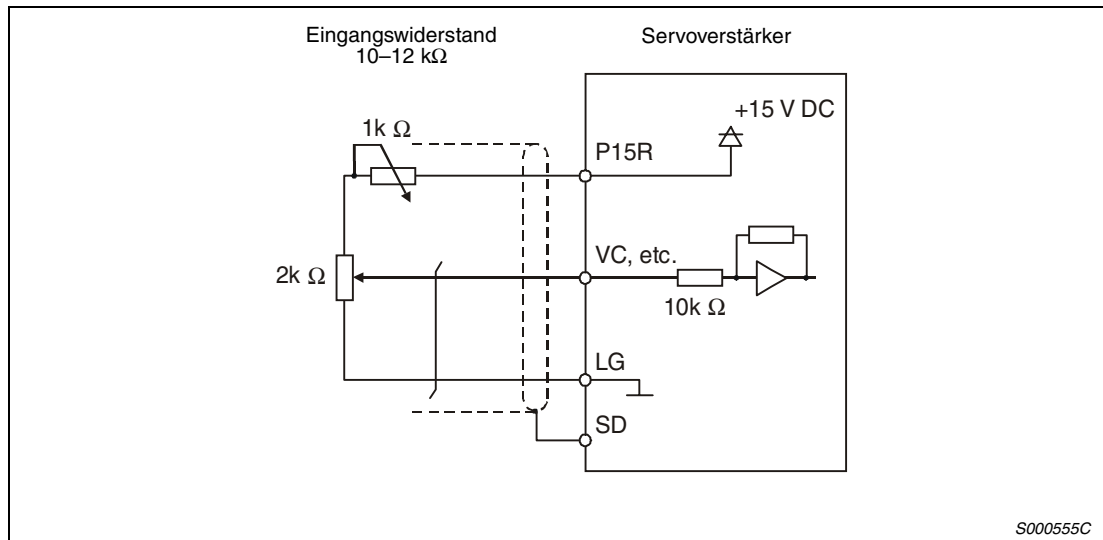 Eingangswiderstand
10–12 kΩ
Servoverstärker
+15 V DC
1k Ω
P15R
VC, etc.
2k Ω
10k Ω
LG
SD
S000555C